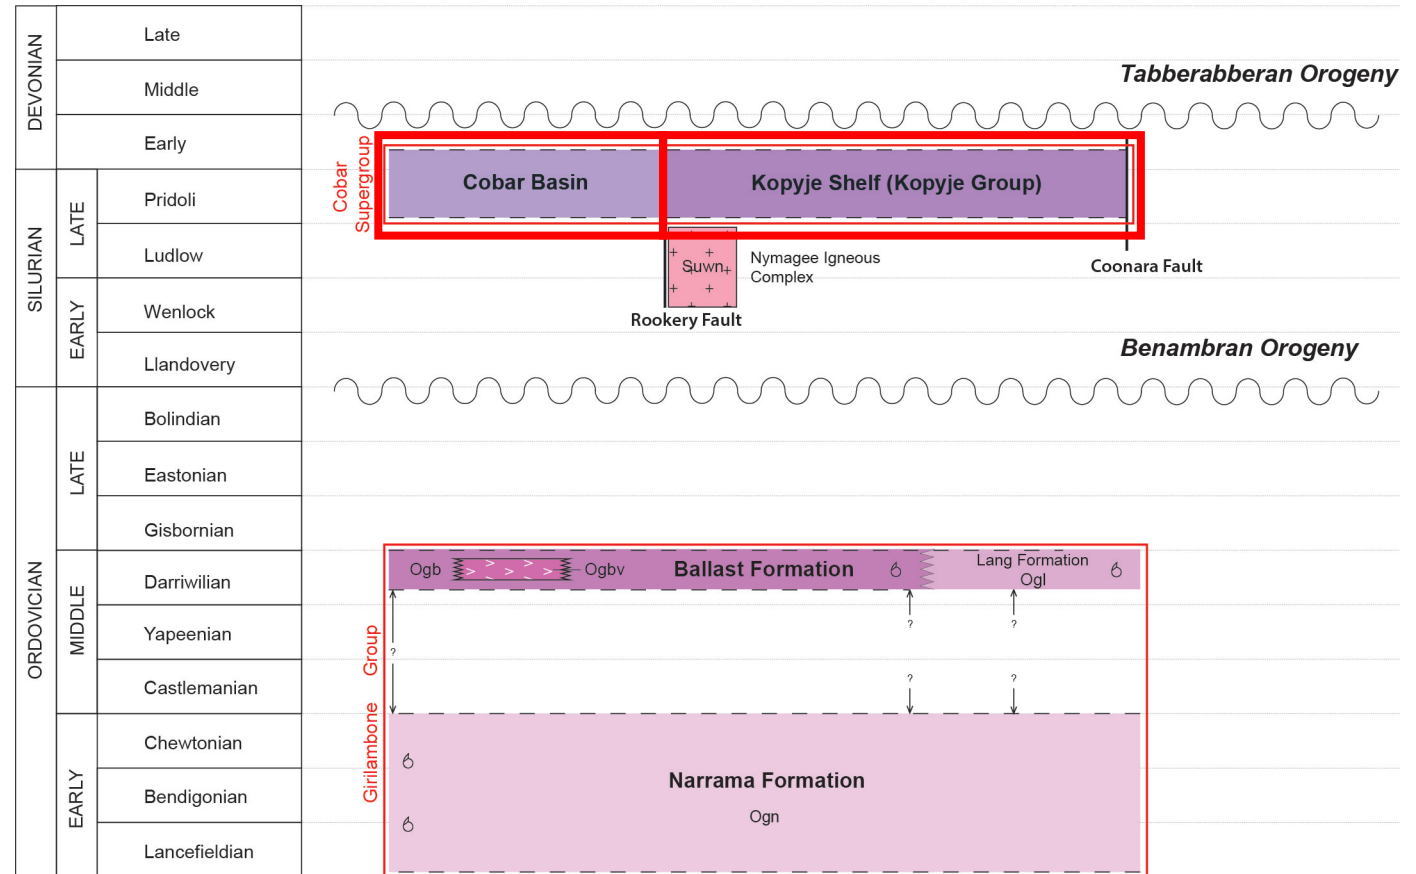 DEVONIAN
Late
Middle
Early
Tabberabberan Orogeny
Cobar
Supergroup
Cobar Basin
Kopyje Shelf (Kopyje Group)
SILURIAN
LATE
Pridoli
Ludlow
EARLY
Wenlock
Llandovery
Suwn
Nymagee Igneous
Complex
Rookery Fault
Coonara Fault
Benambran Orogeny
ORDOVICIAN
LATE
Bolindian
Eastonian
Gisbornian
MIDDLE
Darriwilian
Yapeenian
Castlemanian
EARLY
Chewtonian
Bendigonian
Lancefieldian
Girilambone Group
Ogb
Ogbv
Ballast Formation
Lang Formation
Ogl
?
?
?
?
?
Narrama Formation
Ogn